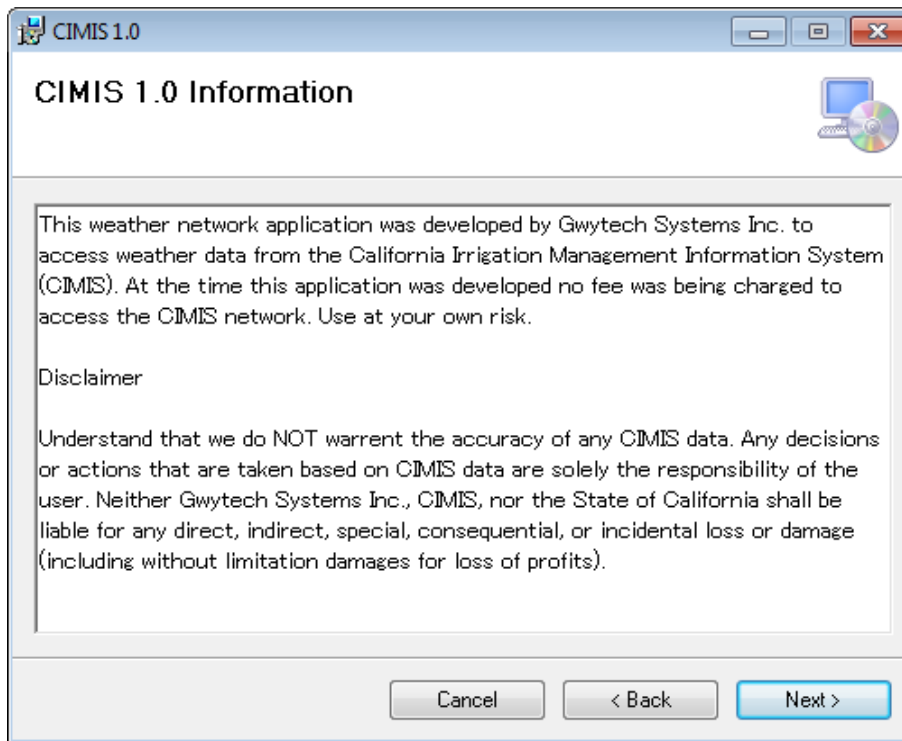 CIMIS 1.0
CIMIS 1.0 Information
This weather network application was developed by Gwytech Systems Inc. to
access weather data from the California Irrigation Management Information System
(CIMIS). At the time this application was developed no fee was being charged to
access the CIMIS network. Use at your own risk.
Disclaimer
Understand that we do NOT warrent the accuracy of any CIMIS data. Any decisions
or actions that are taken based on CIMIS data are solely the responsibility of the
user. Neither Gwytech Systems Inc., CIMIS, nor the State of California shall be
liable for any direct, indirect, special, consequential, or incidental loss or damage
(including without limitation damages for loss of profits).
Cancel < Back Next >